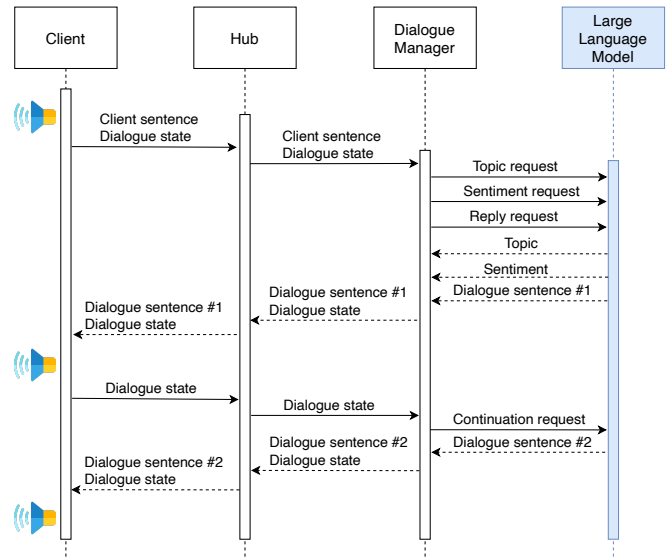 Client
Hub
Dialogue
Manager
Large
Language
Model
Client sentence
Dialogue state
Client sentence
Dialogue state
Topic request
Sentiment request
Reply request
Topic
Sentiment
Dialogue sentence #1
Dialogue sentence #1
Dialogue state
Dialogue sentence #1
Dialogue state
Dialogue state
Dialogue state
Continuation request
Dialogue sentence #2
Dialogue sentence #2
Dialogue state
Dialogue sentence #2
Dialogue state